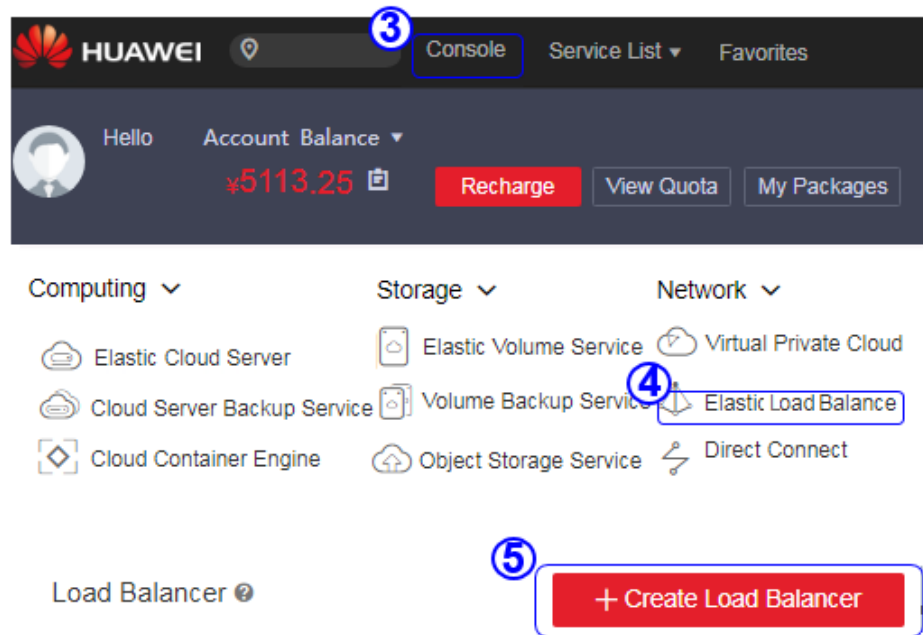 ③
HUAWEI Console Service List Favorites
Hello Account Balance
¥5113.25 Recharge View Quota My Packages
Computing Storage Network
Elastic Cloud Server Elastic Volume Service Virtual Private Cloud
④
Cloud Server Backup Service Volume Backup Service Elastic Load Balance
Cloud Container Engine Object Storage Service Direct Connect
⑤
Load Balancer ? + Create Load Balancer